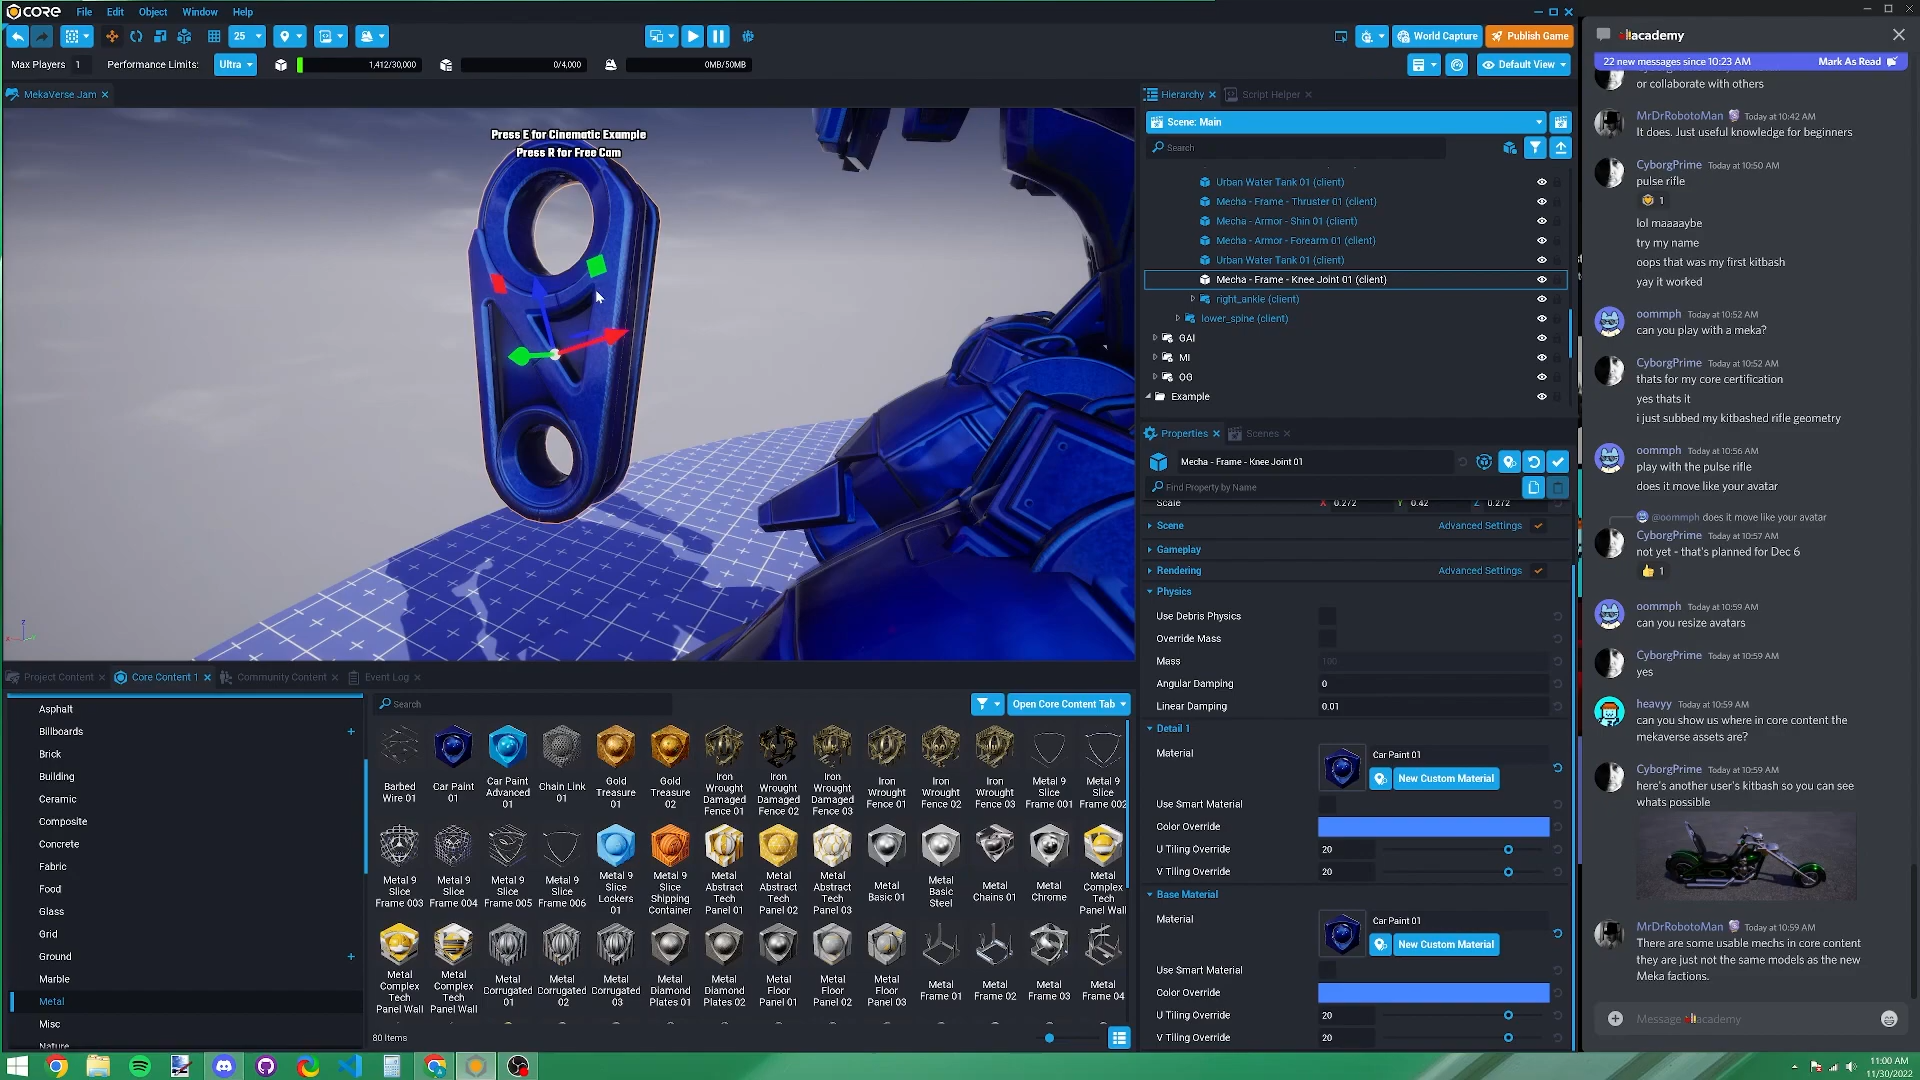 CORE File Edit Object Window Help
25
World Capture
Publish Game
Max Players 1 Performance Limits: Ultra 1,412/30,000 0/4,000 0MB/50MB
Default View
MekaVerse Jam
Press E for Cinematic Example
Press R for Free Cam
Hierarchy Script Helper
Scene: Main
Search
Urban Water Tank 01 (client)
Mecha - Frame - Thruster 01 (client)
Mecha - Armor - Shin 01 (client)
Mecha - Armor - Forearm 01 (client)
Urban Water Tank 01 (client)
Mecha - Frame - Knee Joint 01 (client)
right_ankle (client)
lower_spine (client)
GAI
MI
OG
Example
Properties Scenes
Mecha - Frame - Knee Joint 01
Find Property by Name
Scale X 0.272 Y 0.42 Z 0.272
Scene Advanced Settings
Gameplay
Rendering Advanced Settings
Physics
Use Debris Physics
Override Mass
Mass 100
Angular Damping 0
Linear Damping 0.01
Detail 1
Material Car Paint 01
New Custom Material
Use Smart Material
Color Override
U Tiling Override 20
V Tiling Override 20
Base Material
Material Car Paint 01
New Custom Material
Use Smart Material
Color Override
U Tiling Override 20
V Tiling Override 20
Project Content Core Content 1 Community Content Event Log
Search
Open Core Content Tab
Asphalt
Billboards
Brick
Building
Ceramic
Composite
Concrete
Fabric
Food
Glass
Grid
Ground
Marble
Metal
Misc
Nature
Barbed Wire 01
Car Paint 01
Car Paint Advanced 01
Chain Link 01
Gold Treasure 01
Gold Treasure 02
Iron Wrought Damaged Fence 01
Iron Wrought Damaged Fence 02
Iron Wrought Damaged Fence 03
Iron Wrought Fence 01
Iron Wrought Fence 02
Iron Wrought Fence 03
Metal 9 Slice Frame 001
Metal 9 Slice Frame 002
Metal 9 Slice Frame 003
Metal 9 Slice Frame 004
Metal 9 Slice Frame 005
Metal 9 Slice Frame 006
Metal 9 Slice Lockers 01
Metal 9 Slice Shipping Container
Metal Abstract Tech Panel 01
Metal Abstract Tech Panel 02
Metal Abstract Tech Panel 03
Metal Basic 01
Metal Basic Steel
Metal Chains 01
Metal Chrome
Metal Complex Tech Panel Wall
Metal Complex Tech Panel Wall
Metal Complex Tech Panel Wall
Metal Corrugated 01
Metal Corrugated 02
Metal Corrugated 03
Metal Diamond Plates 01
Metal Diamond Plates 02
Metal Floor Panel 01
Metal Floor Panel 02
Metal Floor Panel 03
Metal Frame 01
Metal Frame 02
Metal Frame 03
Metal Frame 04
80 Items
academy
22 new messages since 10:23 AM Mark As Read
or collaborate with others
MrDrRobotoMan Today at 10:42 AM
It does. Just useful knowledge for beginners
CyborgPrime Today at 10:50 AM
pulse rifle
1
lol maaaaybe
try my name
oops that was my first kitbash
yay it worked
oommph Today at 10:52 AM
can you play with a meka?
CyborgPrime Today at 10:52 AM
thats for my core certification
yes thats it
i just subbed my kitbashed rifle geometry
oommph Today at 10:56 AM
play with the pulse rifle
does it move like your avatar
@oommph does it move like your avatar
CyborgPrime Today at 10:57 AM
not yet - that's planned for Dec 6
1
oommph Today at 10:59 AM
can you resize avatars
CyborgPrime Today at 10:59 AM
yes
heavyy Today at 10:59 AM
can you show us where in core content the
mekaverse assets are?
CyborgPrime Today at 10:59 AM
here's another user's kitbash so you can see
whats possible
MrDrRobotoMan Today at 10:59 AM
There are some usable mechs in core content
they are just not the same models as the new
Meka factions.
Message academy
11:00 AM
11/30/2022